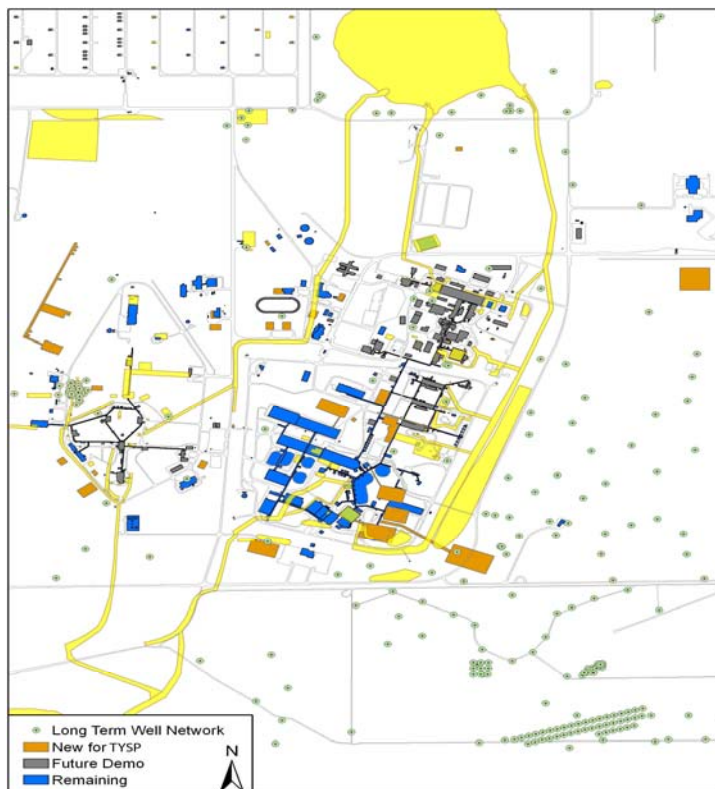 Long Term Well Network
New for TYSP
Future Demo
Remaining
N